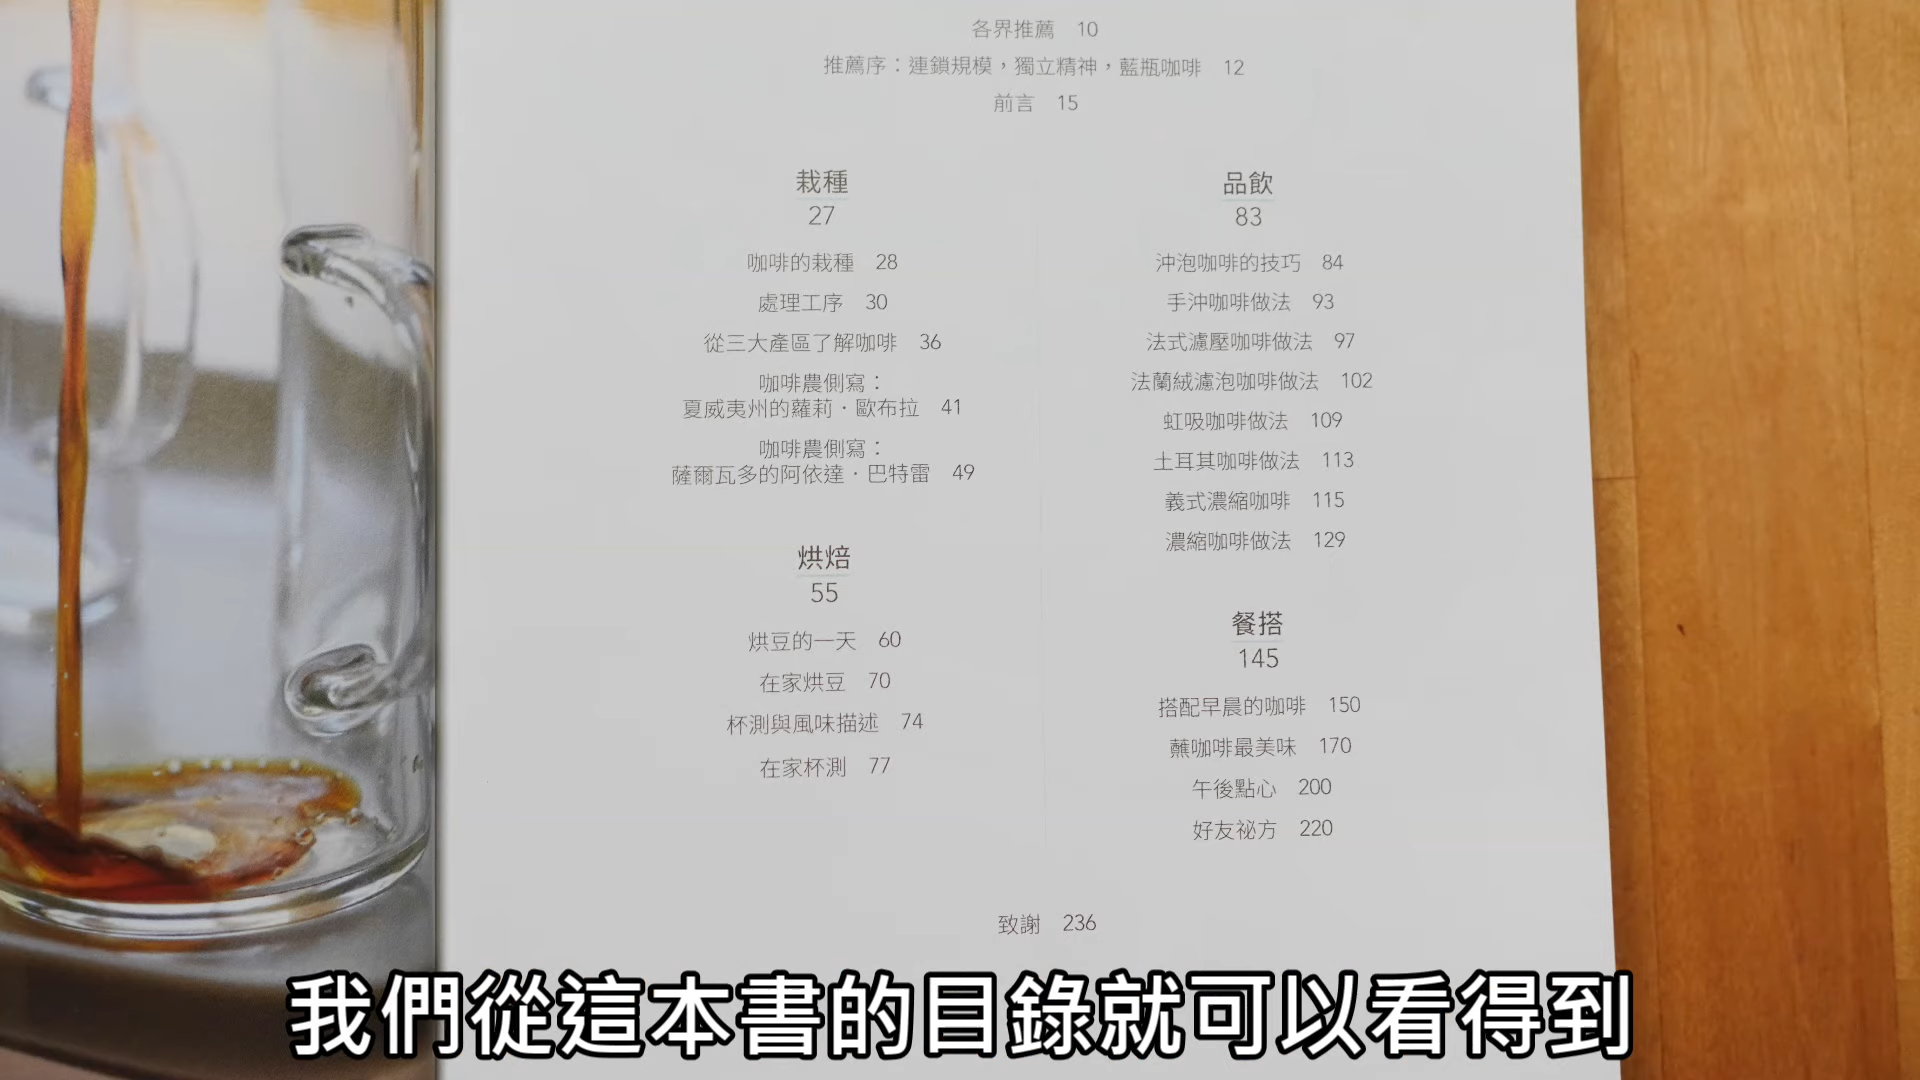 各界推薦 10
推薦序：連鎖規模，獨立精神，藍瓶咖啡 12
前言 15
栽種
27
咖啡的栽種 28
處理工序 30
從三大產區了解咖啡 36
咖啡農側寫：
夏威夷州的蘿莉．歐布拉 41
咖啡農側寫：
薩爾瓦多的阿依達．巴特雷 49
烘焙
55
烘豆的一天 60
在家烘豆 70
杯測與風味描述 74
在家杯測 77
品飲
83
沖泡咖啡的技巧 84
手沖咖啡做法 93
法式濾壓咖啡做法 97
法蘭絨濾泡咖啡做法 102
虹吸咖啡做法 109
土耳其咖啡做法 113
義式濃縮咖啡 115
濃縮咖啡做法 129
餐搭
145
搭配早晨的咖啡 150
蘸咖啡最美味 170
午後點心 200
好友祕方 220
致謝 236
我們從這本書的目錄就可以看得到